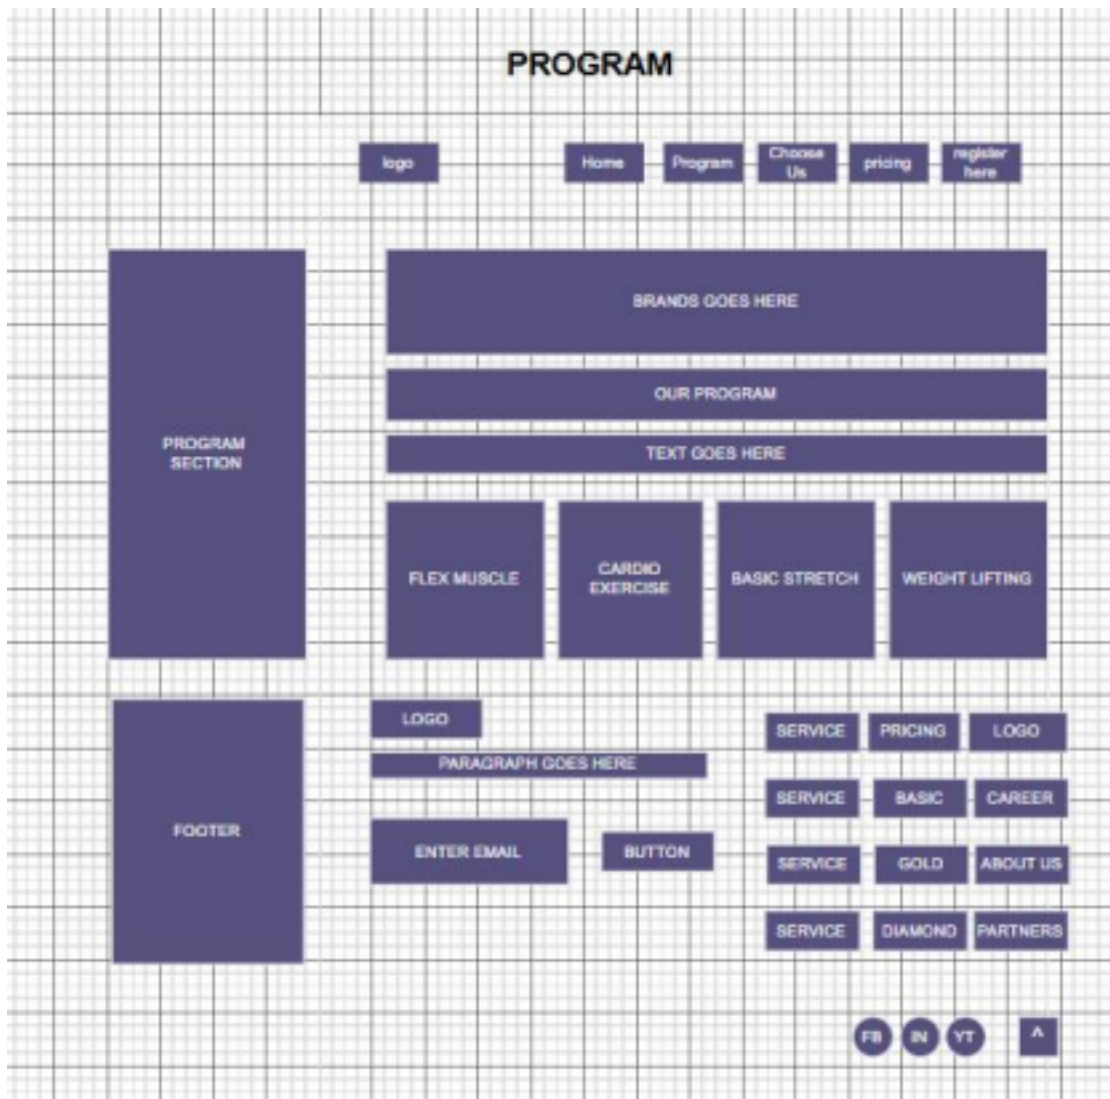 PROGRAM
logo
Home
Program
Choose
Us
pricing
register
here
PROGRAM
SECTION
BRANDS GOES HERE
OUR PROGRAM
TEXT GOES HERE
FLEX MUSCLE
CARDIO
EXERCISE
BASIC STRETCH
WEIGHT LIFTING
FOOTER
LOGO
PARAGRAPH GOES HERE
ENTER EMAIL
BUTTON
SERVICE
PRICING
LOGO
SERVICE
BASIC
CAREER
SERVICE
GOLD
ABOUT US
SERVICE
DIAMOND
PARTNERS
FB
IN
YT
^